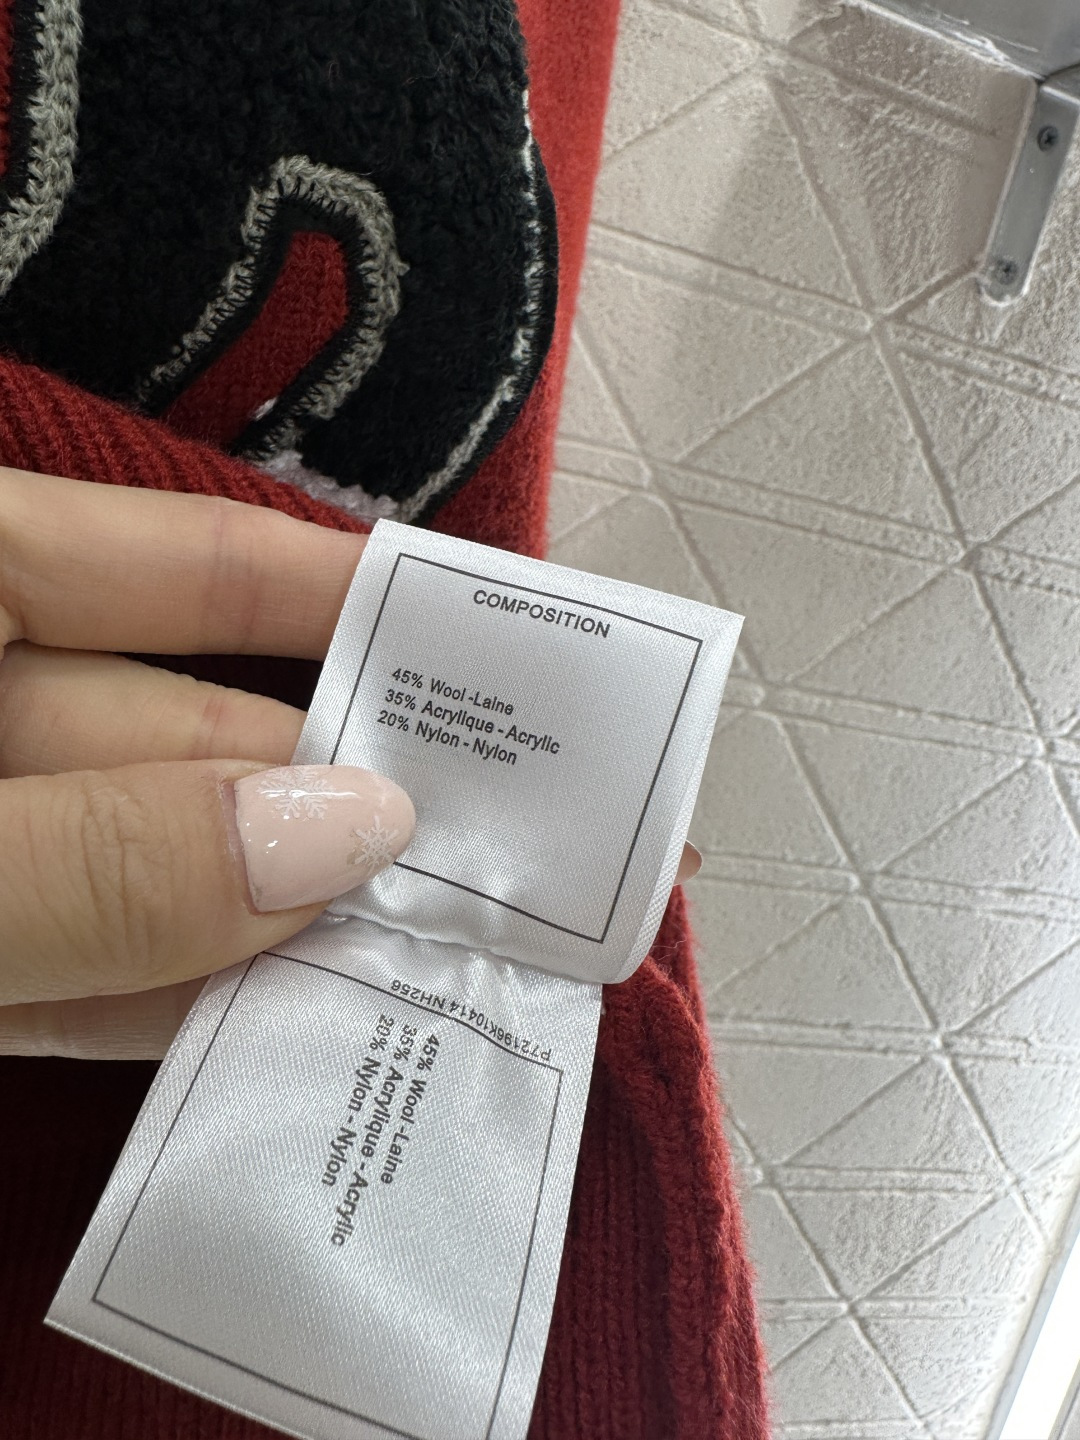 COMPOSITION
45% Wool-Laine
35% Acrylique - Acrylic
20% Nylon - Nylon
P72196K10414 NH256
45% Wool-Laine
35% Acrylique - Acrylic
20% Nylon - Nylon